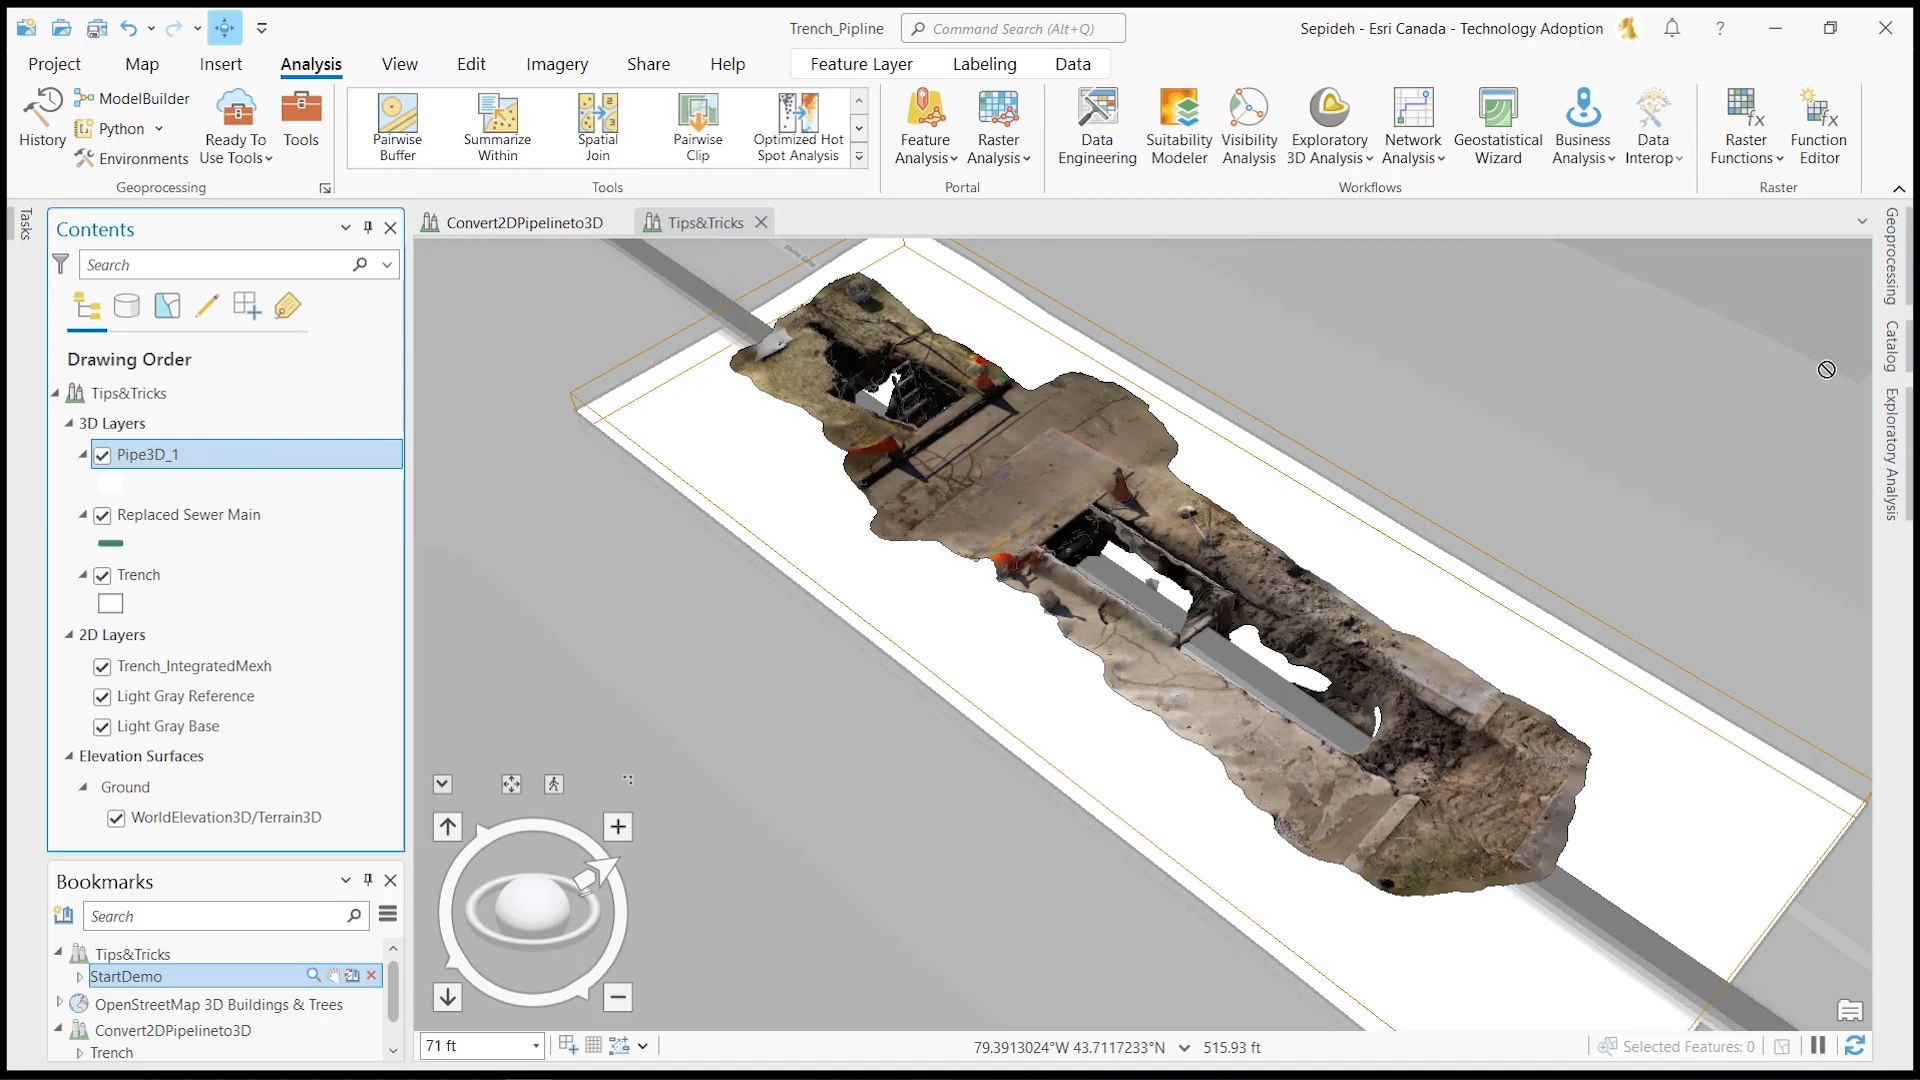 Trench_Pipline
Command Search (Alt+Q)
Sepideh - Esri Canada - Technology Adoption
Project
Map
Insert
Analysis
View
Edit
Imagery
Share
Help
Feature Layer
Labeling
Data
History
ModelBuilder
Python
Environments
Ready To
Use Tools
Tools
Geoprocessing
Pairwise
Buffer
Summarize
Within
Spatial
Join
Pairwise
Clip
Optimized Hot
Spot Analysis
Tools
Feature
Analysis
Raster
Analysis
Portal
Data
Engineering
Suitability
Modeler
Visibility
Analysis
Exploratory
3D Analysis
Network
Analysis
Geostatistical
Wizard
Business
Analysis
Data
Interop
Workflows
Raster
Functions
Function
Editor
Raster
Tasks
Contents
Search
Drawing Order
Tips&Tricks
3D Layers
Pipe3D_1
Replaced Sewer Main
Trench
2D Layers
Trench_IntegratedMexh
Light Gray Reference
Light Gray Base
Elevation Surfaces
Ground
WorldElevation3D/Terrain3D
Bookmarks
Search
Tips&Tricks
StartDemo
OpenStreetMap 3D Buildings & Trees
Convert2DPipelineto3D
Trench
Convert2DPipelineto3D
Tips&Tricks
71 ft
79.3913024°W 43.7117233°N
515.93 ft
Selected Features: 0
Geoprocessing
Catalog
Exploratory Analysis